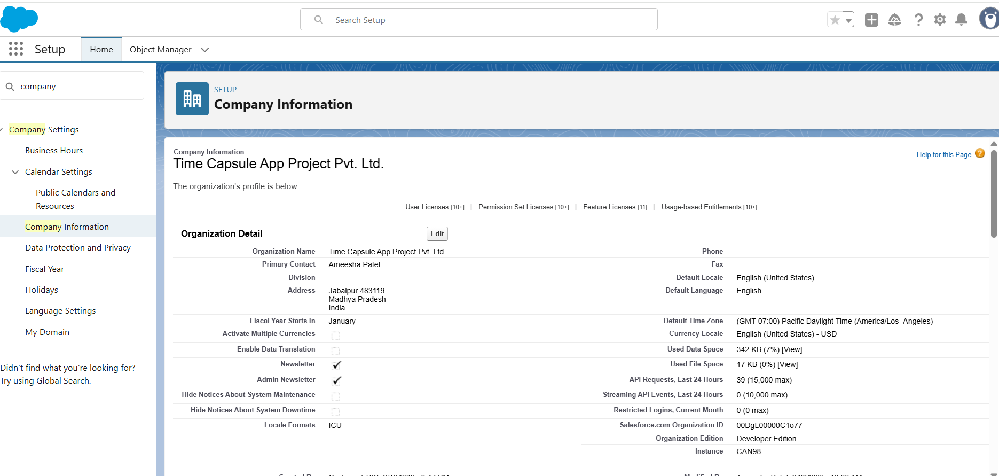 Search Setup
Setup
Home
Object Manager
company
Company Settings
Business Hours
Calendar Settings
Public Calendars and
Resources
Company Information
Data Protection and Privacy
Fiscal Year
Holidays
Language Settings
My Domain
Didn't find what you're looking for?
Try using Global Search.
SETUP
Company Information
Company Information
Time Capsule App Project Pvt. Ltd.
Help for this Page ?
The organization's profile is below.
User Licenses [10+] | Permission Set Licenses [10+] | Feature Licenses [11] | Usage-based Entitlements [10+]
Organization Detail
Edit
Organization Name Time Capsule App Project Pvt. Ltd.
Primary Contact Ameesha Patel
Division
Address Jabalpur 483119
Madhya Pradesh
India
Fiscal Year Starts In January
Activate Multiple Currencies
Enable Data Translation
Newsletter
Admin Newsletter
Hide Notices About System Maintenance
Hide Notices About System Downtime
Locale Formats ICU
Phone
Fax
Default Locale English (United States)
Default Language English
Default Time Zone (GMT-07:00) Pacific Daylight Time (America/Los_Angeles)
Currency Locale English (United States) - USD
Used Data Space 342 KB (7%) [View]
Used File Space 17 KB (0%) [View]
API Requests, Last 24 Hours 39 (15,000 max)
Streaming API Events, Last 24 Hours 0 (10,000 max)
Restricted Logins, Current Month 0 (0 max)
Salesforce.com Organization ID 00DgL00000C1o77
Organization Edition Developer Edition
Instance CAN98